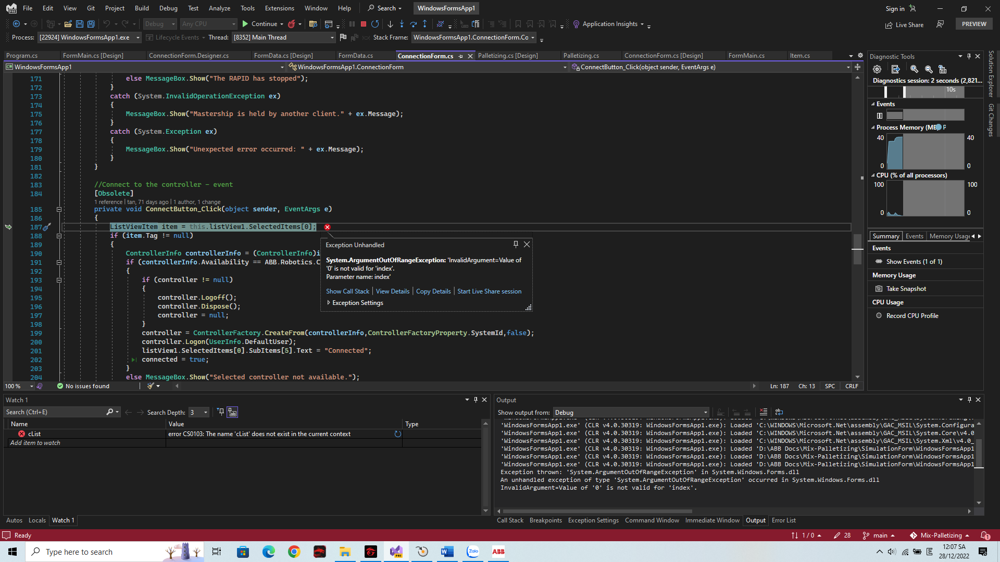 File Edit View Git Project Build Debug Test Analyze Tools Extensions Window Help Search WindowsFormsApp1 Sign in
Debug Any CPU Continue Application Insights Live Share PREVIEW
Process: [22924] WindowsFormsApp1.exe Lifecycle Events Thread: [8352] Main Thread Stack Frame: WindowsFormsApp1.ConnectionForm.Co
Program.cs FormMain.cs [Design] ConnectionForm.Designer.cs FormData.cs [Design] FormData.cs ConnectionForm.cs Palletizing.cs [Design] Palletizing.cs ConnectionForm.cs [Design] FormMain.cs Item.cs
WindowsFormsApp1 WindowsFormsApp1.ConnectionForm ConnectButton_Click(object sender, EventArgs e)
171 else MessageBox.Show("The RAPID has stopped");
172 }
173 catch (System.InvalidOperationException ex)
174 {
175 MessageBox.Show("Mastership is held by another client." + ex.Message);
176 }
177 catch (System.Exception ex)
178 {
179 MessageBox.Show("Unexpected error occurred: " + ex.Message);
180 }
181 }
182
183 //Connect to the controller - event
184 [Obsolete]
1 reference | tan, 71 days ago | 1 author, 1 change
185 private void ConnectButton_Click(object sender, EventArgs e)
186 {
187 ListViewItem item = this.listView1.SelectedItems[0];
188 if (item.Tag != null)
189 {
190 ControllerInfo controllerInfo = (ControllerInfo)i
191 if (controllerInfo.Availability == ABB.Robotics.C
192 {
193 if (controller != null)
194 {
195 controller.Logoff();
196 controller.Dispose();
197 controller = null;
198 }
199 controller = ControllerFactory.CreateFrom(controllerInfo,ControllerFactoryProperty.SystemId,false);
200 controller.Logon(UserInfo.DefaultUser);
201 listView1.SelectedItems[0].SubItems[5].Text = "Connected";
202 connected = true;
203 }
204 else MessageBox.Show("Selected controller not available.");
Exception Unhandled
System.ArgumentOutOfRangeException: 'InvalidArgument=Value of
'0' is not valid for 'index'.
Parameter name: index'
Show Call Stack | View Details | Copy Details | Start Live Share session
Exception Settings
100 % No issues found Ln: 187 Ch: 13 SPC CRLF
Diagnostic Tools
Diagnostics session: 2 seconds (2,821...
10s
Events
Process Memory (MB) P
40 40
0 0
CPU (% of all processors)
100 100
0 0
Summary Events Memory Usage
Events
Show Events (1 of 1)
Memory Usage
Take Snapshot
CPU Usage
Record CPU Profile
Solution Explorer
Git Changes
Watch 1
Search (Ctrl+E) Search Depth: 3
Name Value Type
cList error CS0103: The name 'cList' does not exist in the current context
Add item to watch
Autos Locals Watch 1
Output
Show output from: Debug
'WindowsFormsApp1.exe' (CLR v4.0.30319: WindowsFormsApp1.exe): Loaded 'C:\WINDOWS\Microsoft.Net\assembly\GAC_MSIL\System.Configura
'WindowsFormsApp1.exe' (CLR v4.0.30319: WindowsFormsApp1.exe): Loaded 'C:\WINDOWS\Microsoft.Net\assembly\GAC_MSIL\System.Core\v4.0
'WindowsFormsApp1.exe' (CLR v4.0.30319: WindowsFormsApp1.exe): Loaded 'C:\WINDOWS\Microsoft.Net\assembly\GAC_MSIL\System.Xml\v4.0_
'WindowsFormsApp1.exe' (CLR v4.0.30319: WindowsFormsApp1.exe): Loaded 'D:\ABB Docs\Mix-Palletizing\SimulationForm\WindowsFormsApp1
'WindowsFormsApp1.exe' (CLR v4.0.30319: WindowsFormsApp1.exe): Loaded 'D:\ABB Docs\Mix-Palletizing\SimulationForm\WindowsFormsApp1
'WindowsFormsApp1.exe' (CLR v4.0.30319: WindowsFormsApp1.exe): Loaded 'D:\ABB Docs\Mix-Palletizing\SimulationForm\WindowsFormsApp1
Exception thrown: 'System.ArgumentOutOfRangeException' in System.Windows.Forms.dll
An unhandled exception of type 'System.ArgumentOutOfRangeException' occurred in System.Windows.Forms.dll
InvalidArgument=Value of '0' is not valid for 'index'.
Call Stack Breakpoints Exception Settings Command Window Immediate Window Output Error List
Ready 1 / 0 28 main Mix-Palletizing 1
Type here to search PRE Zalo ABB E 12:07 SA
28/12/2022